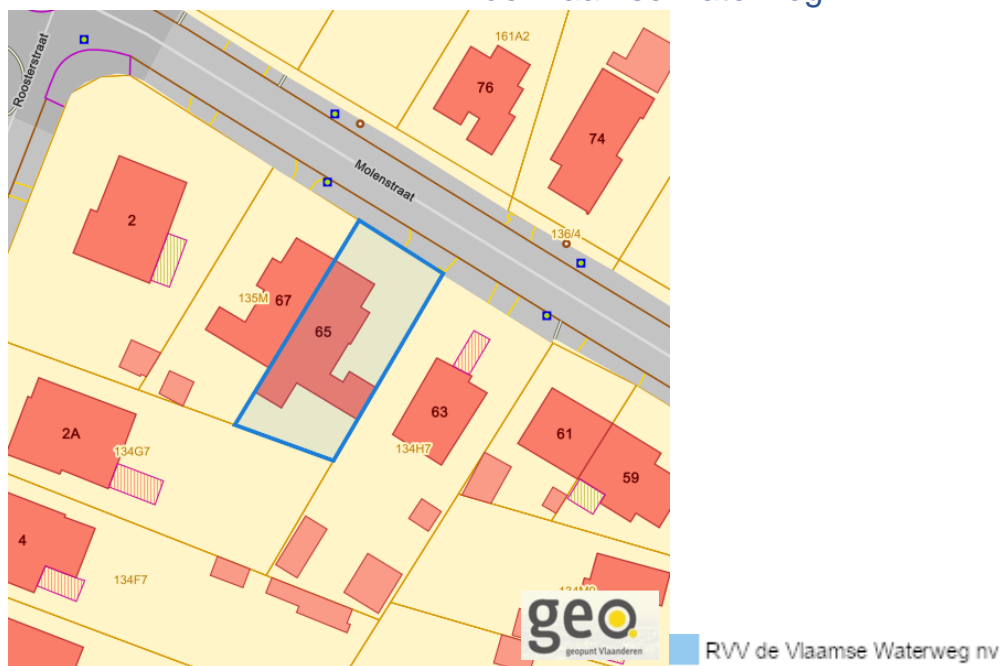 161A2
76
74
Roosterstraat
Molenstraat
136/4
2
135M
67
65
63
134H7
61
59
2A
134G7
4
134F7
geo.
geopunt Vlaanderen
RVV de Vlaamse Waterweg nv